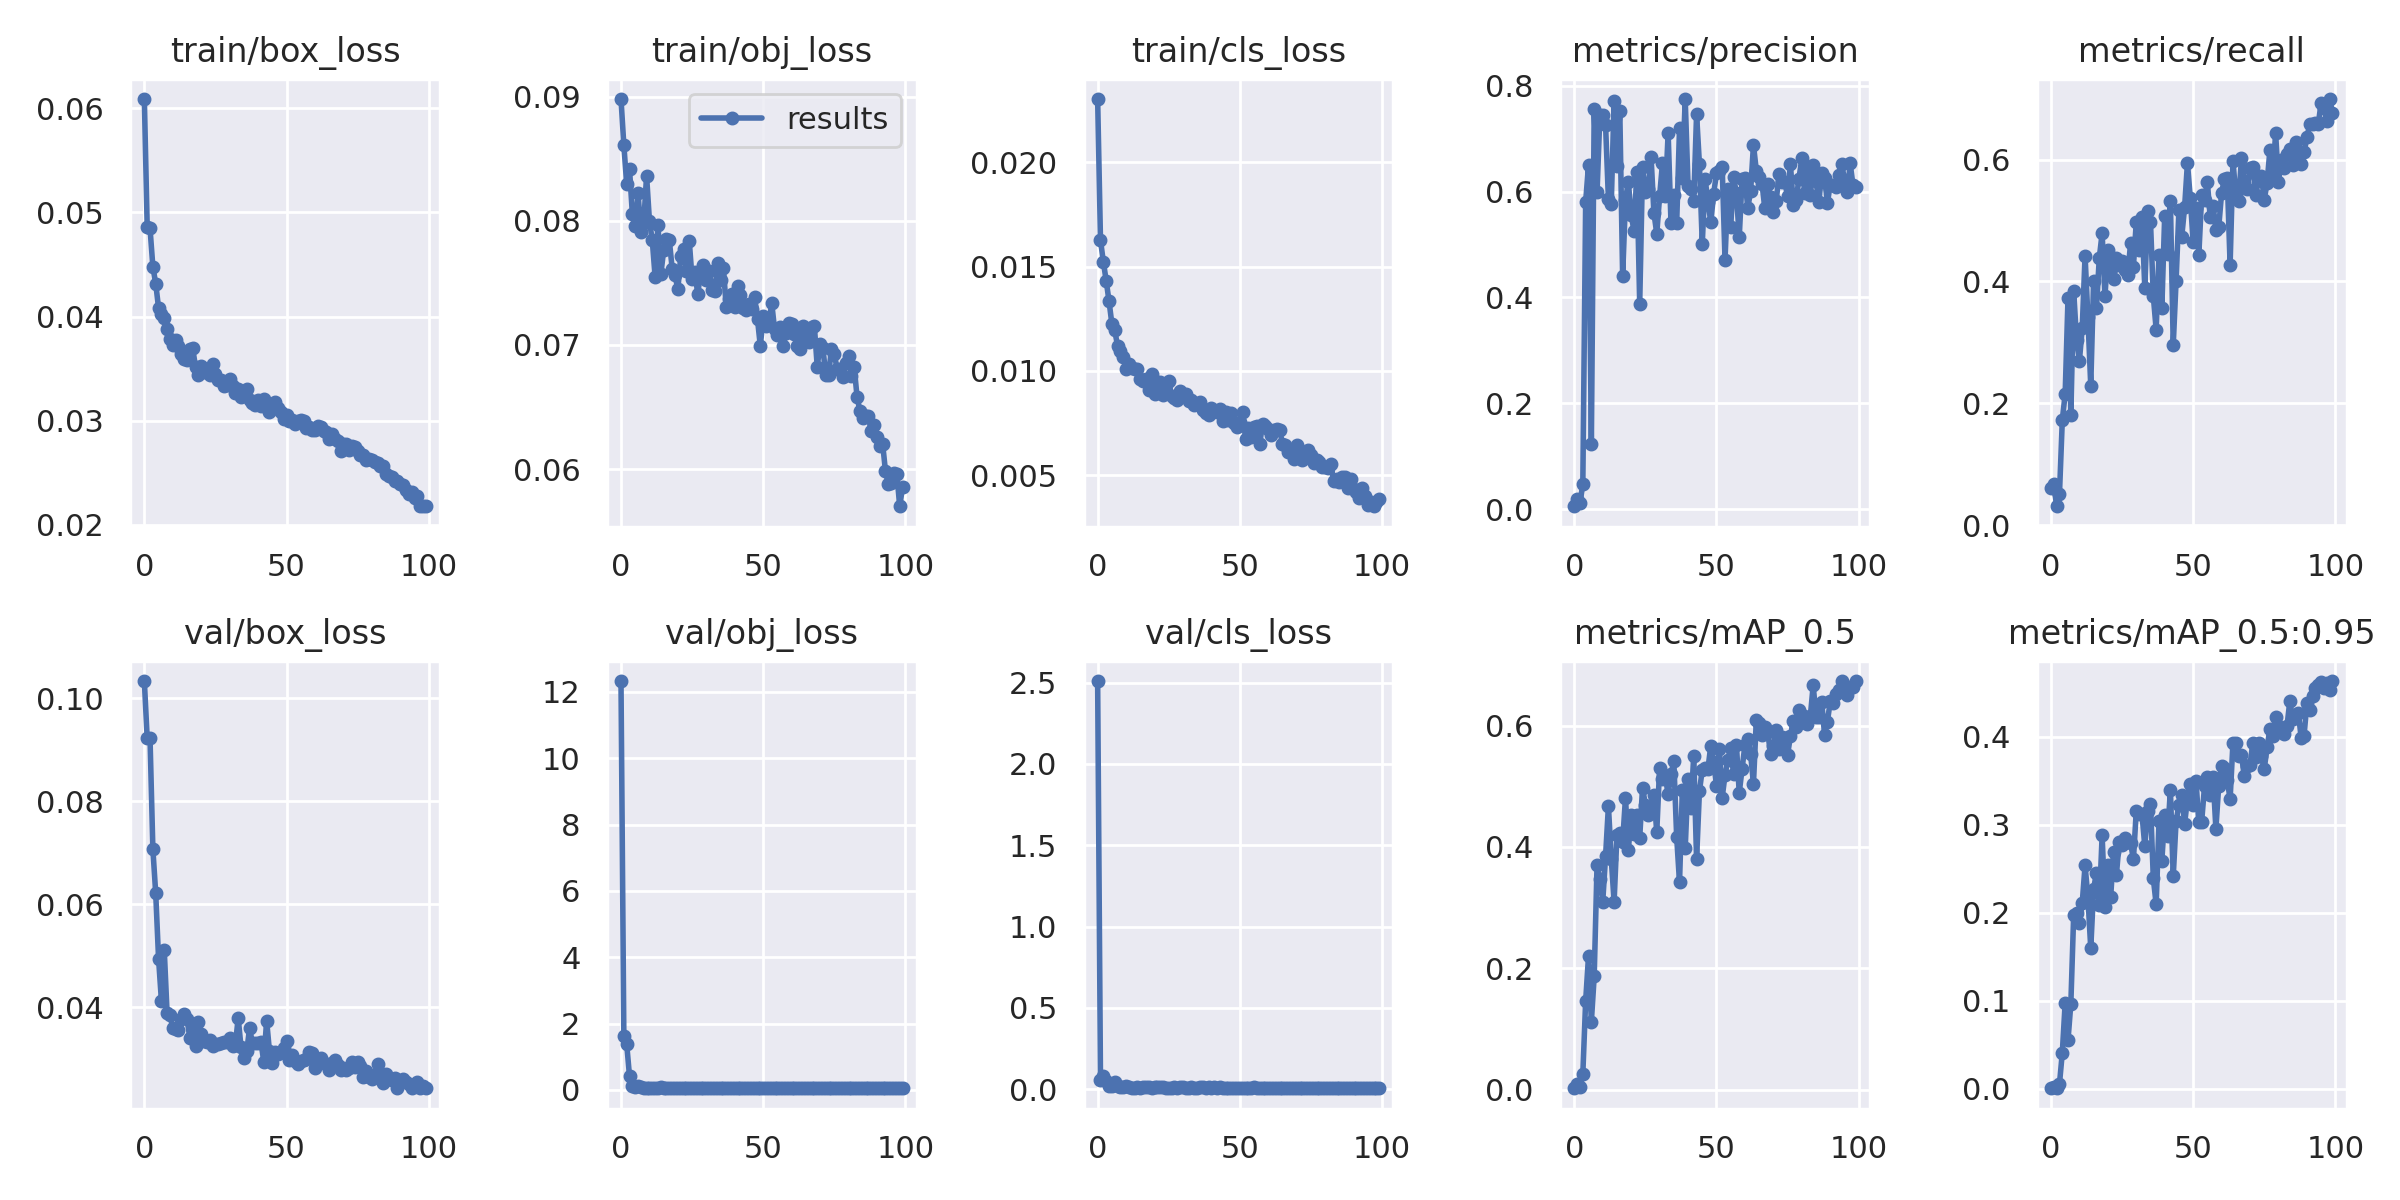 train/box_loss
0.06
0.05
0.04
0.03
0.02
0 50 100
train/obj_loss
results
0.09
0.08
0.07
0.06
0 50 100
train/cls_loss
0.020
0.015
0.010
0.005
0 50 100
metrics/precision
0.8
0.6
0.4
0.2
0.0
0 50 100
metrics/recall
0.6
0.4
0.2
0.0
0 50 100
val/box_loss
0.10
0.08
0.06
0.04
0 50 100
val/obj_loss
12
10
8
6
4
2
0
0 50 100
val/cls_loss
2.5
2.0
1.5
1.0
0.5
0.0
0 50 100
metrics/mAP_0.5
0.6
0.4
0.2
0.0
0 50 100
metrics/mAP_0.5:0.95
0.4
0.3
0.2
0.1
0.0
0 50 100